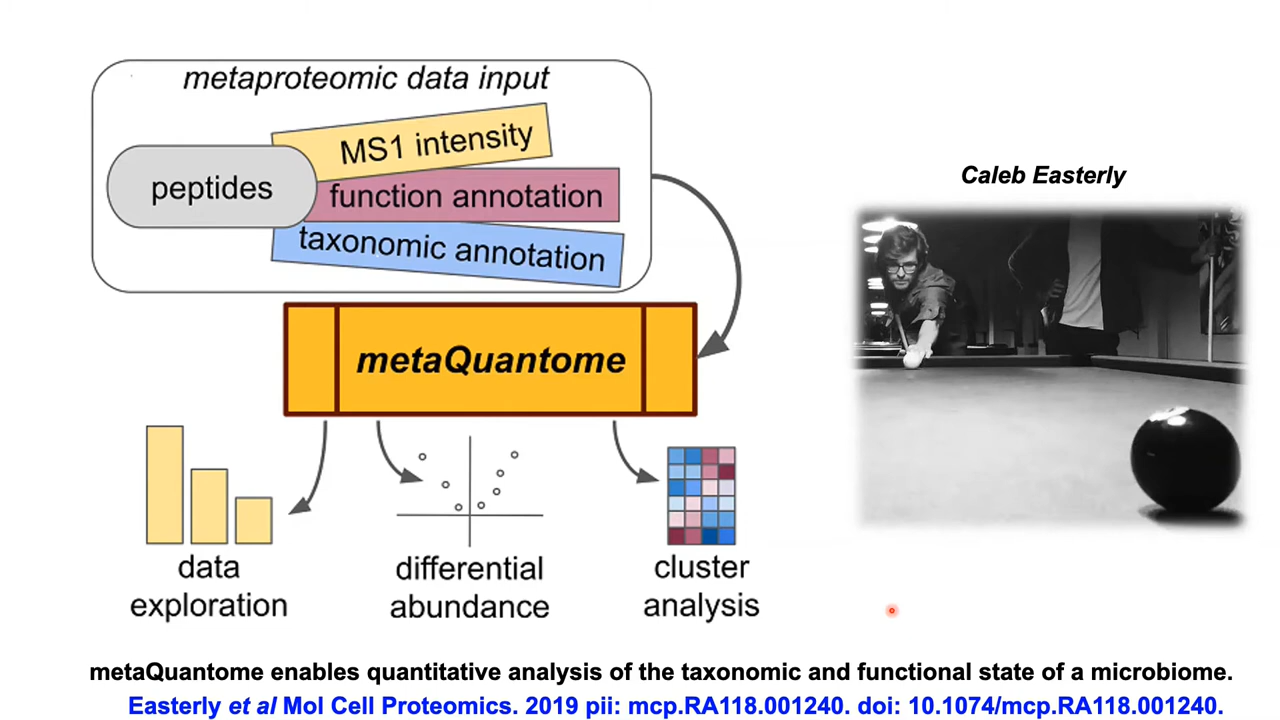 metaproteomic data input
MS1 intensity
peptides
function annotation
taxonomic annotation
Caleb Easterly
metaQuantome
data
exploration
differential
abundance
cluster
analysis
metaQuantome enables quantitative analysis of the taxonomic and functional state of a microbiome.
Easterly et al Mol Cell Proteomics. 2019 pii: mcp.RA118.001240. doi: 10.1074/mcp.RA118.001240.